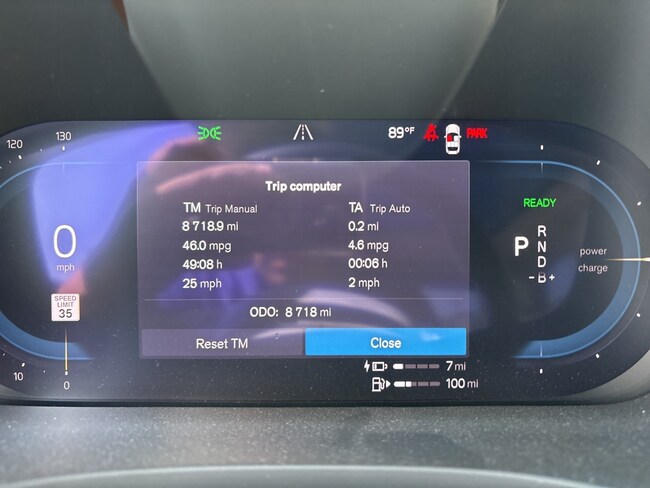 120
130
89°F
PARK
Trip computer
TM Trip Manual
TA Trip Auto
8 718.9 mi
0.2 mi
46.0 mpg
4.6 mpg
49:08 h
00:06 h
25 mph
2 mph
ODO: 8 718 mi
Reset TM
Close
0
mph
SPEED
LIMIT
35
10
0
READY
P
R
N
D
- B +
power
charge
7 mi
100 mi